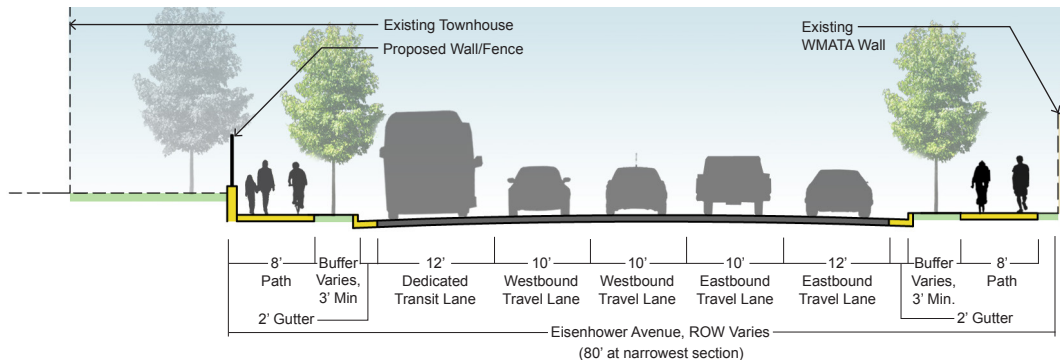 Existing Townhouse
Proposed Wall/Fence
Existing
WMATA Wall
8’
Path
Buffer
Varies,
3’ Min
2’ Gutter
12’
Dedicated
Transit Lane
10’
Westbound
Travel Lane
10’
Westbound
Travel Lane
10’
Eastbound
Travel Lane
12’
Eastbound
Travel Lane
Buffer
Varies,
3’ Min.
8’
Path
2’ Gutter
Eisenhower Avenue, ROW Varies
(80’ at narrowest section)